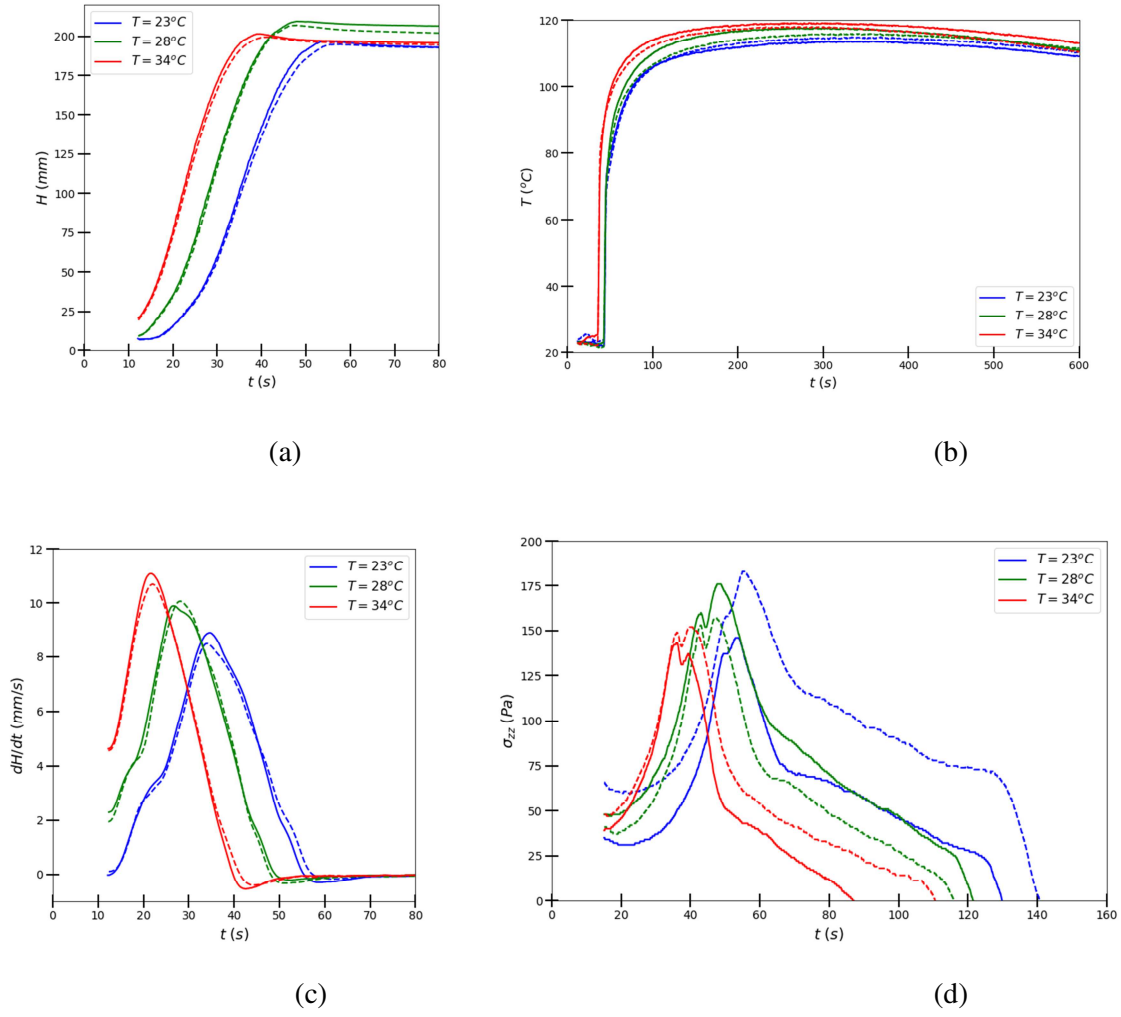 T = 23°C
T = 28°C
T = 34°C
200
175
150
125
100
75
50
25
0
H (mm)
0 10 20 30 40 50 60 70 80
t (s)
(a)
120
100
80
60
40
20
T (°C)
T = 23°C
T = 28°C
T = 34°C
0 100 200 300 400 500 600
t (s)
(b)
12
10
8
6
4
2
0
dH/dt (mm/s)
T = 23°C
T = 28°C
T = 34°C
0 10 20 30 40 50 60 70 80
t (s)
(c)
200
175
150
125
100
75
50
25
0
σzz (Pa)
T = 23°C
T = 28°C
T = 34°C
0 20 40 60 80 100 120 140 160
t (s)
(d)